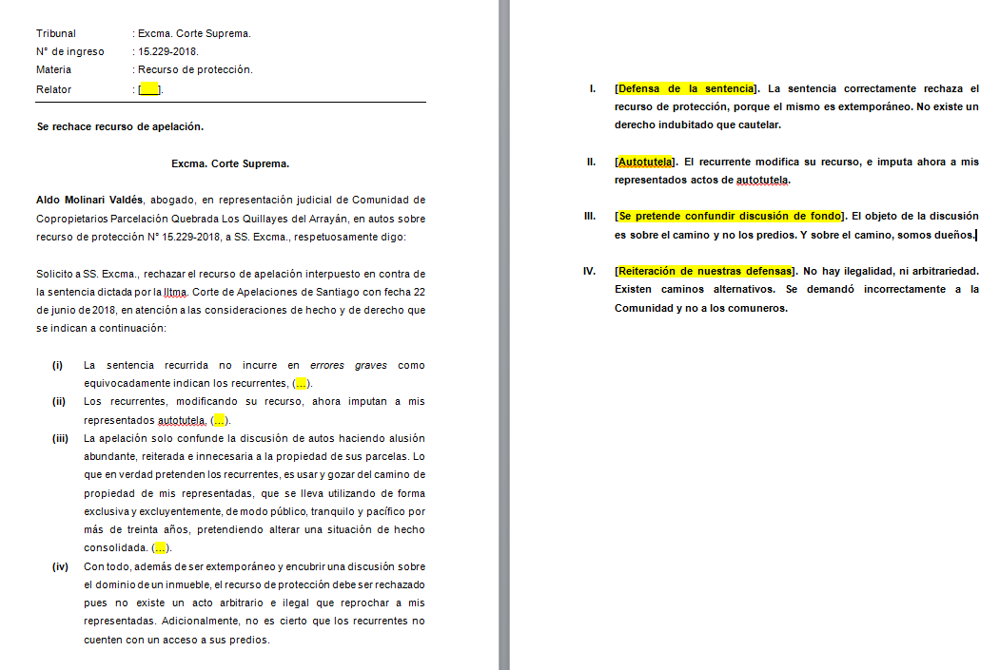 Tribunal : Excma. Corte Suprema.
N° de ingreso : 15.229-2018.
Materia : Recurso de protección.
Relator : [___].
Se rechace recurso de apelación.
Excma. Corte Suprema.
Aldo Molinari Valdés, abogado, en representación judicial de Comunidad de
Copropietarios Parcelación Quebrada Los Quillayes del Arrayán, en autos sobre
recurso de protección N° 15.229-2018, a SS. Excma., respetuosamente digo:
Solicito a SS. Excma., rechazar el recurso de apelación interpuesto en contra de
la sentencia dictada por la Iltma. Corte de Apelaciones de Santiago con fecha 22
de junio de 2018, en atención a las consideraciones de hecho y de derecho que
se indican a continuación:
(i) La sentencia recurrida no incurre en errores graves como
equivocadamente indican los recurrentes, (...).
(ii) Los recurrentes, modificando su recurso, ahora imputan a mis
representados autotutela, (...).
(iii) La apelación solo confunde la discusión de autos haciendo alusión
abundante, reiterada e innecesaria a la propiedad de sus parcelas. Lo
que en verdad pretenden los recurrentes, es usar y gozar del camino de
propiedad de mis representadas, que se lleva utilizando de forma
exclusiva y excluyentemente, de modo público, tranquilo y pacífico por
más de treinta años, pretendiendo alterar una situación de hecho
consolidada. (...).
(iv) Con todo, además de ser extemporáneo y encubrir una discusión sobre
el dominio de un inmueble, el recurso de protección debe ser rechazado
pues no existe un acto arbitrario e ilegal que reprochar a mis
representadas. Adicionalmente, no es cierto que los recurrentes no
cuenten con un acceso a sus predios.
I. [Defensa de la sentencia]. La sentencia correctamente rechaza el
recurso de protección, porque el mismo es extemporáneo. No existe un
derecho indubitado que cautelar.
II. [Autotutela]. El recurrente modifica su recurso, e imputa ahora a mis
representados actos de autotutela.
III. [Se pretende confundir discusión de fondo]. El objeto de la discusión
es sobre el camino y no los predios. Y sobre el camino, somos dueños.
IV. [Reiteración de nuestras defensas]. No hay ilegalidad, ni arbitrariedad.
Existen caminos alternativos. Se demandó incorrectamente a la
Comunidad y no a los comuneros.